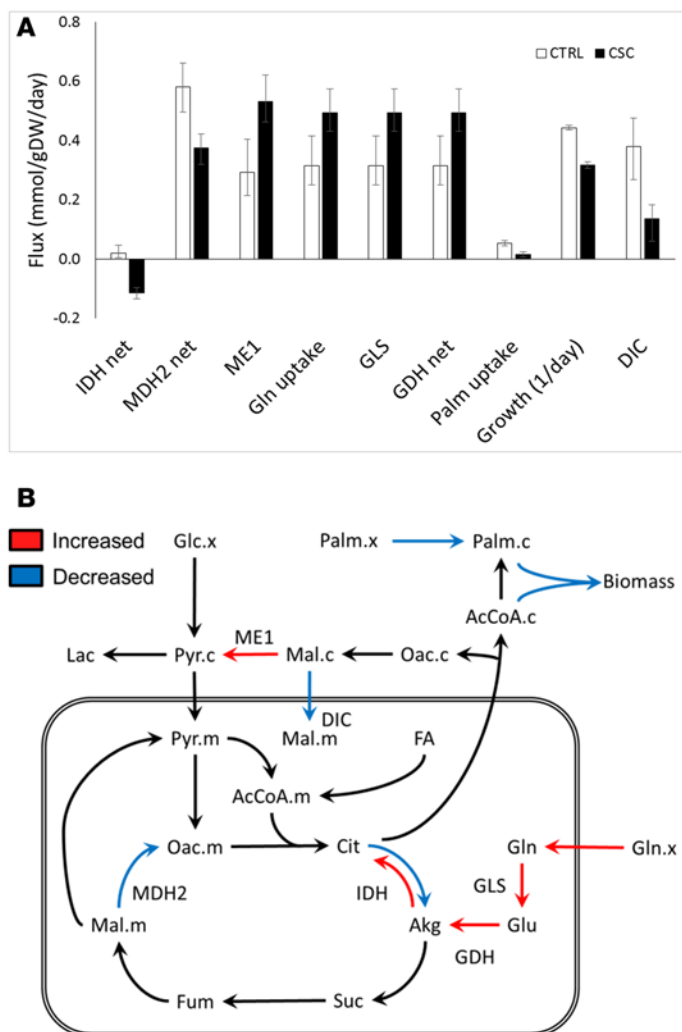 A
0.8
0.6
0.4
0.2
0.0
-0.2
Flux (mmol/gDW/day)
CTRL CSC
IDH net
MDH2 net
ME1
Gln uptake
GLS
GDH net
Palm uptake
Growth (1/day)
DIC
B
Increased
Decreased
Glc.x Palm.x Palm.c
Biomass
AcCoA.c
ME1
Lac Pyr.c Mal.c Oac.c
DIC
Pyr.m Mal.m FA
AcCoA.m
Oac.m Cit Gln Gln.x
MDH2 IDH GLS
Mal.m Akg Glu
GDH
Fum Suc